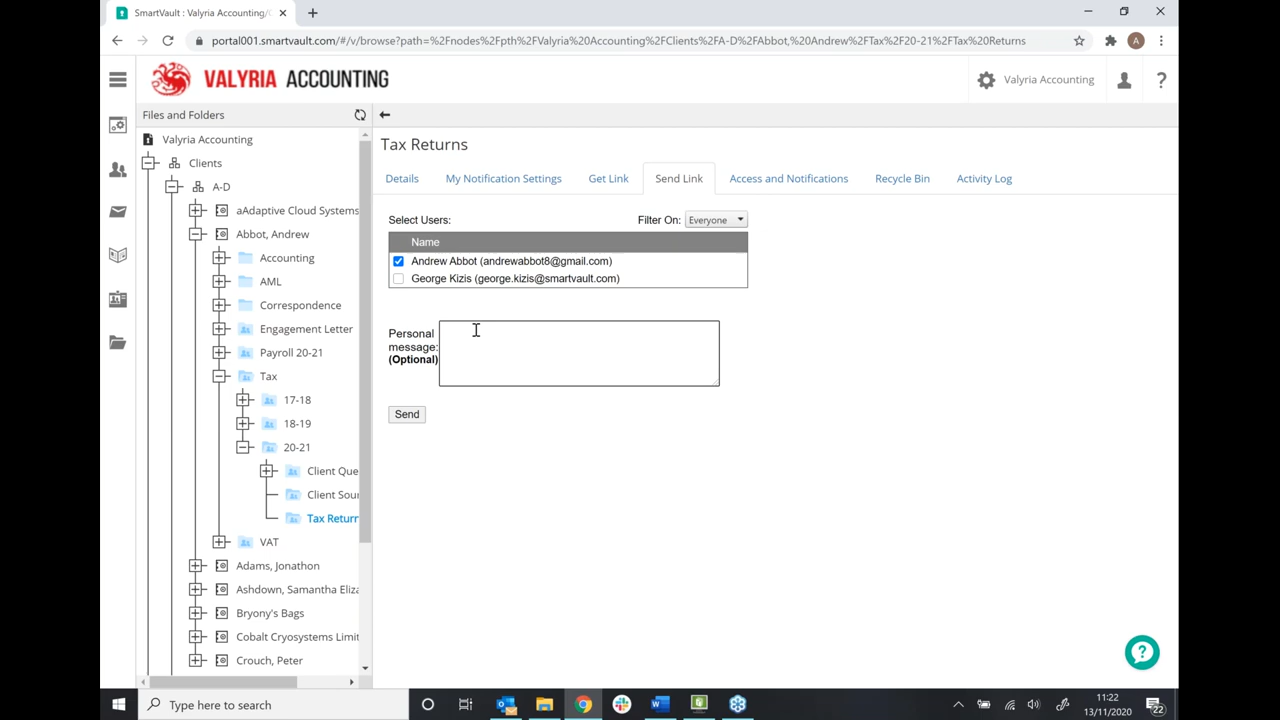 SmartVault : Valyria Accounting/C
portal001.smartvault.com/#/v/browse?path=%2Fnodes%2Fpth%2FValyria%20Accounting%2FClients%2FA-D%2FAbbot,%20Andrew%2FTax%2F20-21%2FTax%20Returns
A
VALYRIA ACCOUNTING
Valyria Accounting
?
Files and Folders
Valyria Accounting
Clients
A-D
aAdaptive Cloud Systems
Abbot, Andrew
Accounting
AML
Correspondence
Engagement Letter
Payroll 20-21
Tax
17-18
18-19
20-21
Client Que
Client Sour
Tax Return
VAT
Adams, Jonathon
Ashdown, Samantha Eliza
Bryony's Bags
Cobalt Cryosystems Limit
Crouch, Peter
Tax Returns
Details
My Notification Settings
Get Link
Send Link
Access and Notifications
Recycle Bin
Activity Log
Select Users:
Filter On: Everyone
Name
Andrew Abbot (andrewabbot8@gmail.com)
George Kizis (george.kizis@smartvault.com)
Personal
message:
(Optional)
Send
?
Type here to search
11:22
13/11/2020
22